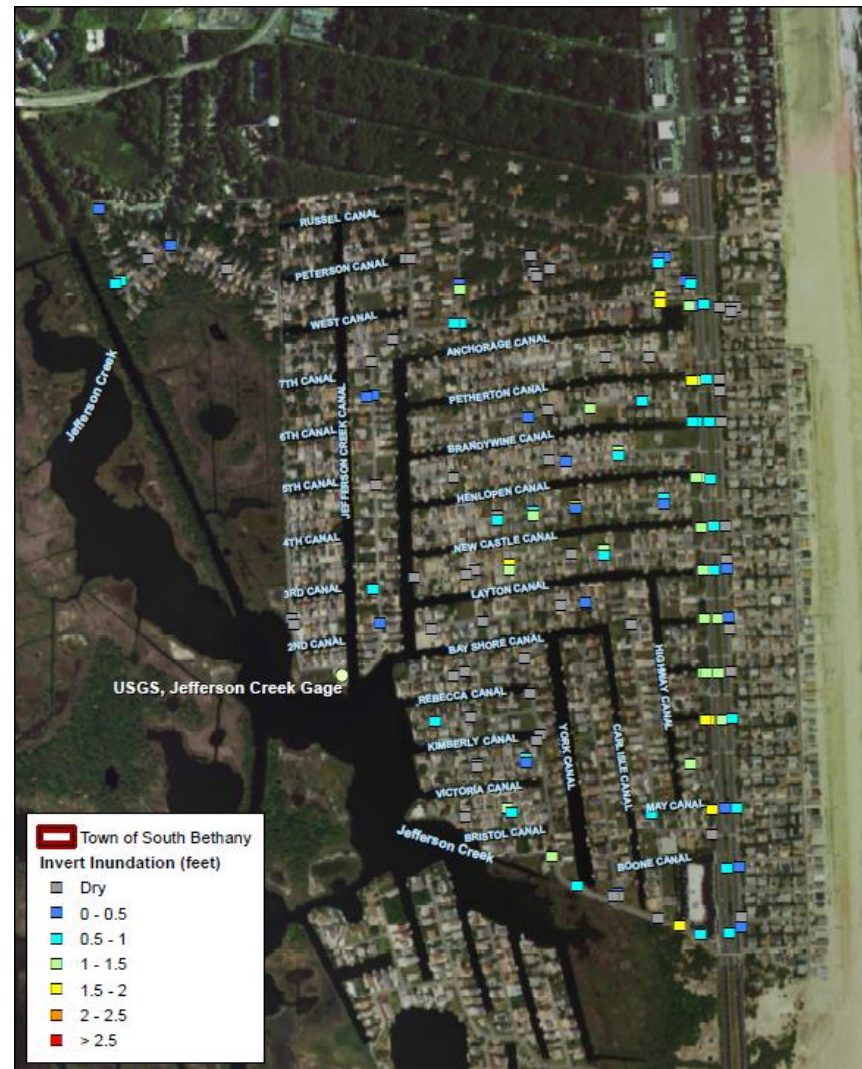 RUSSEL CANAL
PETERSON CANAL
WEST CANAL
ANCHORAGE CANAL
7TH CANAL
PETHERTON CANAL
Jefferson Creek
JEFFERSON CREEK CANAL
6TH CANAL
BRANDYWINE CANAL
5TH CANAL
HENLOPEN CANAL
4TH CANAL
NEW CASTLE CANAL
3RD CANAL
LAYTON CANAL
2ND CANAL
BAY SHORE CANAL
HIGHWAY CANAL
USGS, Jefferson Creek Gage
REBECCA CANAL
YORK CANAL
CARLISLE CANAL
KIMBERLY CANAL
VICTORIA CANAL
MAY CANAL
BRISTOL CANAL
Jefferson Creek
BOONE CANAL
Town of South Bethany
Invert Inundation (feet)
Dry
0 - 0.5
0.5 - 1
1 - 1.5
1.5 - 2
2 - 2.5
> 2.5